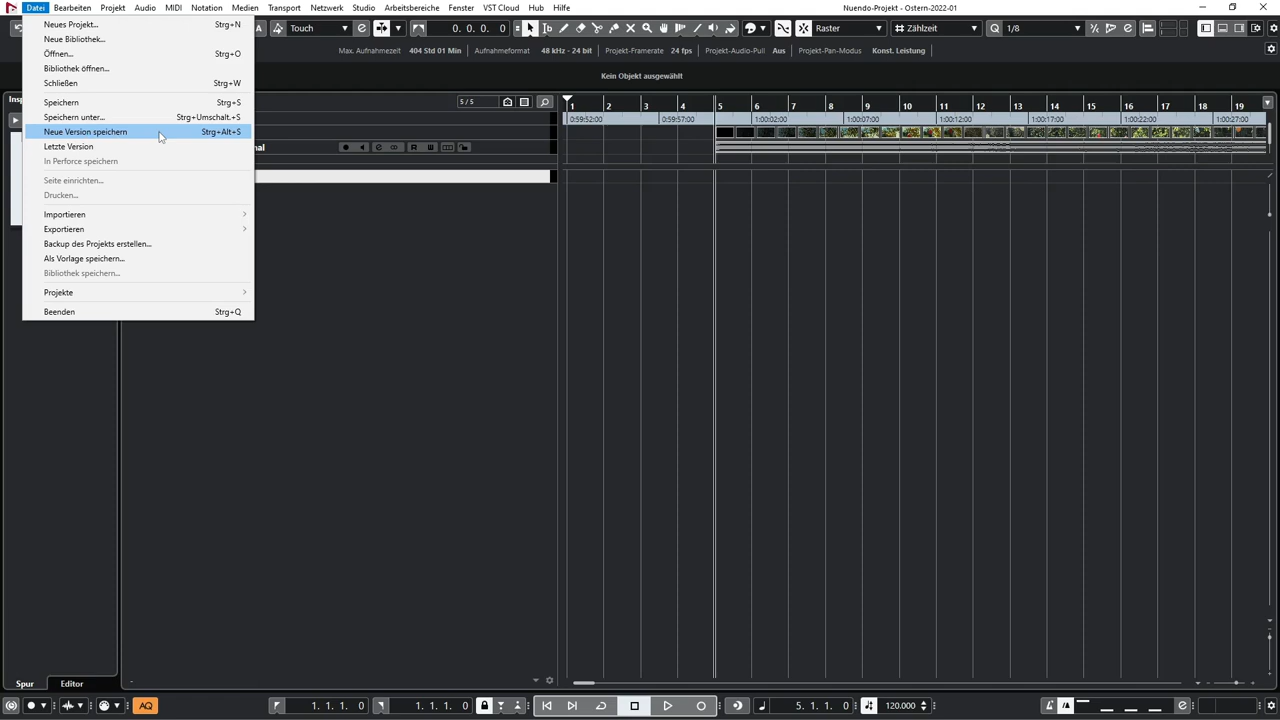 Datei Bearbeiten Projekt Audio MIDI Notation Medien Transport Netzwerk Studio Arbeitsbereiche Fenster VST Cloud Hub Hilfe Nuendo-Projekt - Ostern-2022-01
Touch 0. 0. 0. 0 Raster Zählzeit 1/8
Max. Aufnahmezeit 404 Std 01 Min Aufnahmeformat 48 kHz - 24 bit Projekt-Framerate 24 fps Projekt-Audio-Pull Aus Projekt-Pan-Modus Konst. Leistung
Kein Objekt ausgewählt
Neues Projekt... Strg+N
Neue Bibliothek...
Öffnen... Strg+O
Bibliothek öffnen...
Schließen Strg+W
Speichern Strg+S
Speichern unter... Strg+Umschalt.+S
Neue Version speichern Strg+Alt+S
Letzte Version
In Perforce speichern
Seite einrichten...
Drucken...
Importieren
Exportieren
Backup des Projekts erstellen...
Als Vorlage speichern...
Bibliothek speichern...
Projekte
Beenden Strg+Q
5/5
R
1 2 3 4 5 6 7 8 9 10 11 12 13 14 15 16 17 18 19
0:59:52:00 0:59:57:00 1:00:02:00 1:00:07:00 1:00:12:00 1:00:17:00 1:00:22:00 1:00:27:00
Spur Editor
AQ 1. 1. 1. 0 1. 1. 1. 0 5. 1. 1. 0 120.000